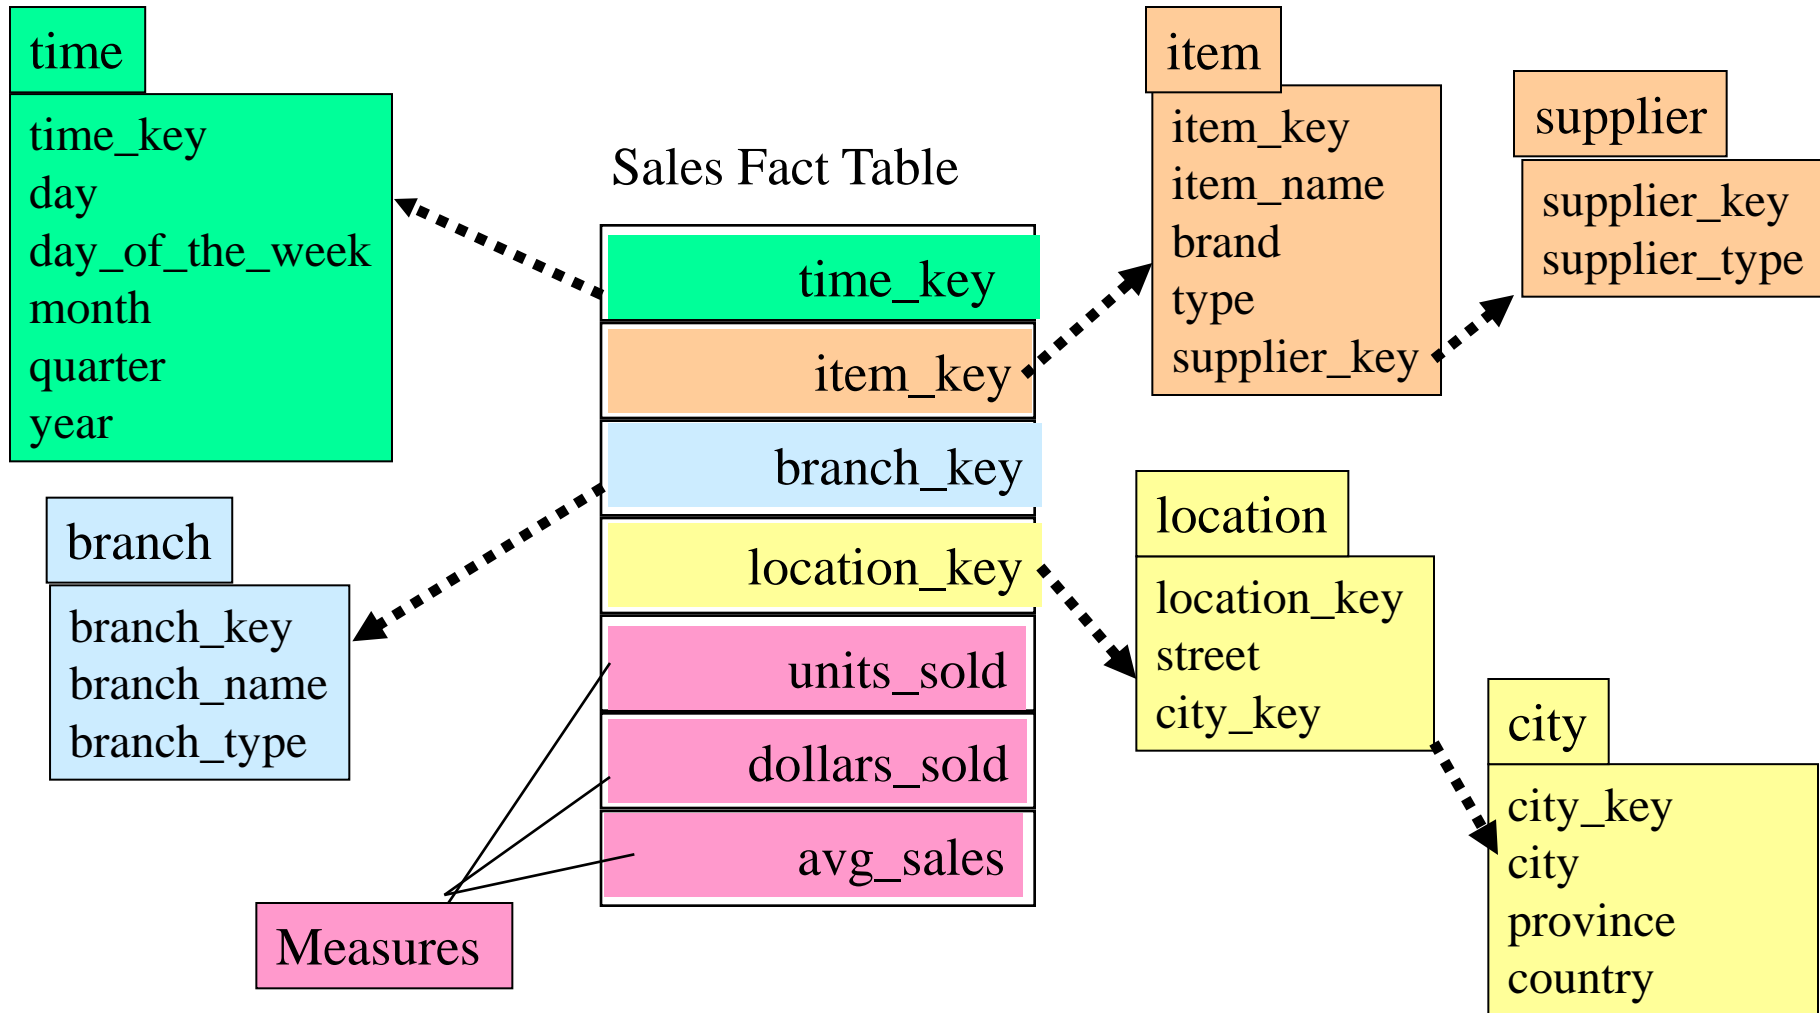 time
time_key
day
day_of_the_week
month
quarter
year
branch
branch_key
branch_name
branch_type
Sales Fact Table
time_key
item_key
branch_key
location_key
units_sold
dollars_sold
avg_sales
Measures
item
item_key
item_name
brand
type
supplier_key
supplier
supplier_key
supplier_type
location
location_key
street
city_key
city
city_key
city
province
country